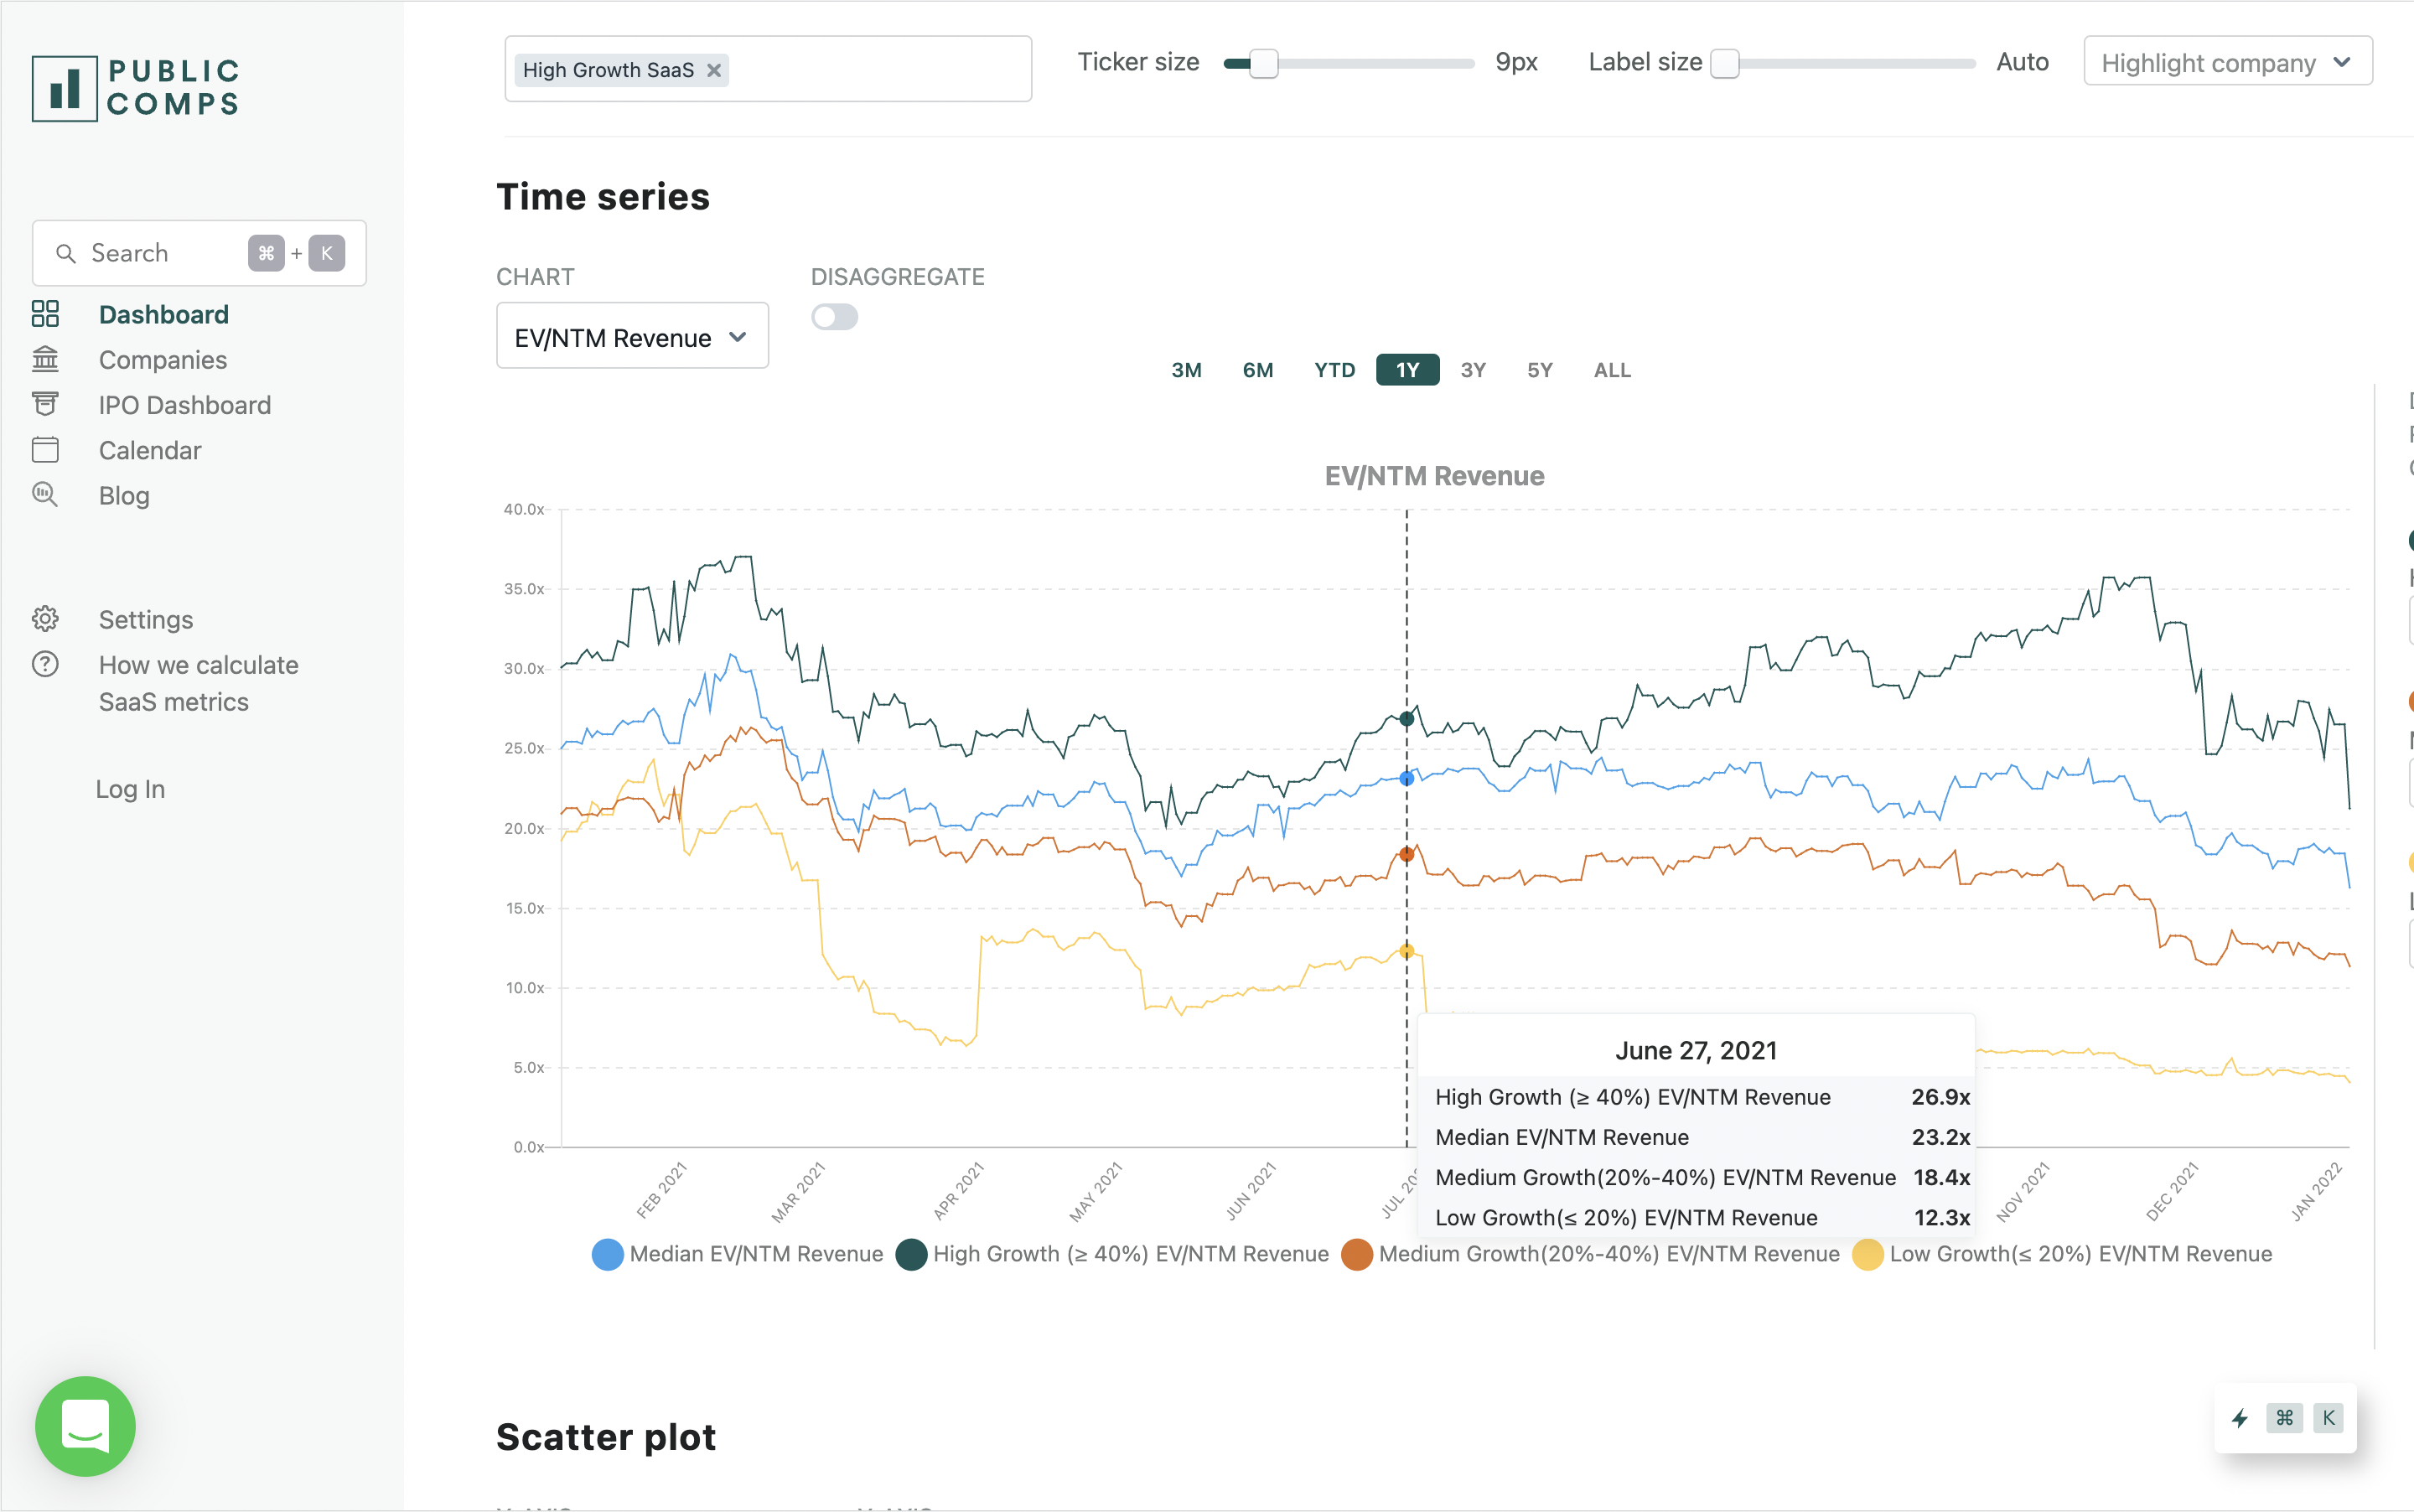 PUBLIC
COMPS
Search ⌘ + K
Dashboard
Companies
IPO Dashboard
Calendar
Blog
Settings
How we calculate
SaaS metrics
Log In
High Growth SaaS ×
Ticker size 9px Label size Auto Highlight company
Time series
CHART DISAGGREGATE
EV/NTM Revenue
3M 6M YTD 1Y 3Y 5Y ALL
EV/NTM Revenue
40.0x
35.0x
30.0x
25.0x
20.0x
15.0x
10.0x
5.0x
0.0x
FEB 2021 MAR 2021 APR 2021 MAY 2021 JUN 2021 JUL NOV 2021 DEC 2021 JAN 2022
June 27, 2021
High Growth (≥ 40%) EV/NTM Revenue 26.9x
Median EV/NTM Revenue 23.2x
Medium Growth(20%-40%) EV/NTM Revenue 18.4x
Low Growth(≤ 20%) EV/NTM Revenue 12.3x
Median EV/NTM Revenue High Growth (≥ 40%) EV/NTM Revenue Medium Growth(20%-40%) EV/NTM Revenue Low Growth(≤ 20%) EV/NTM Revenue
Scatter plot
⌘ K